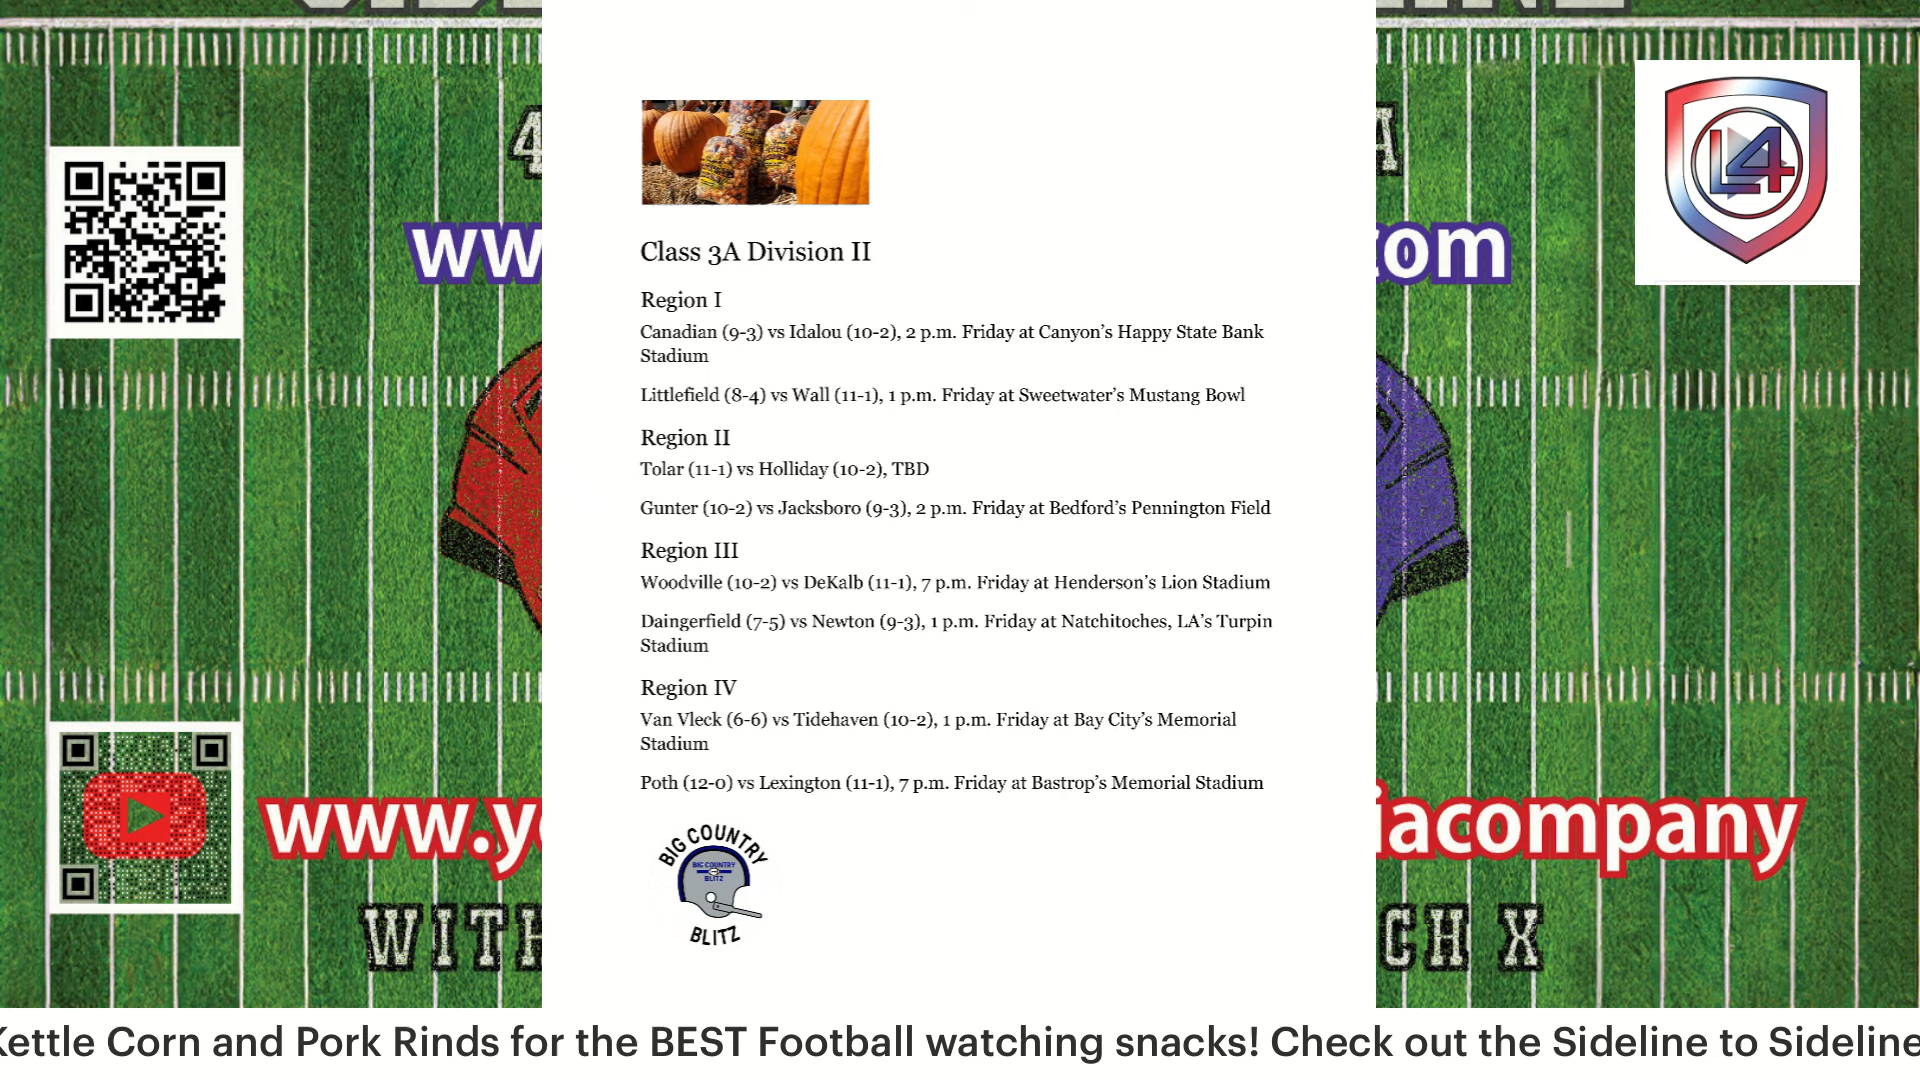 L4
ww
com
Class 3A Division II
Region I
Canadian (9-3) vs Idalou (10-2), 2 p.m. Friday at Canyon’s Happy State Bank
Stadium
Littlefield (8-4) vs Wall (11-1), 1 p.m. Friday at Sweetwater’s Mustang Bowl
Region II
Tolar (11-1) vs Holliday (10-2), TBD
Gunter (10-2) vs Jacksboro (9-3), 2 p.m. Friday at Bedford’s Pennington Field
Region III
Woodville (10-2) vs DeKalb (11-1), 7 p.m. Friday at Henderson’s Lion Stadium
Daingerfield (7-5) vs Newton (9-3), 1 p.m. Friday at Natchitoches, LA’s Turpin
Stadium
Region IV
Van Vleck (6-6) vs Tidehaven (10-2), 1 p.m. Friday at Bay City’s Memorial
Stadium
Poth (12-0) vs Lexington (11-1), 7 p.m. Friday at Bastrop’s Memorial Stadium
www.y
iacompany
BIG COUNTRY
BIG COUNTRY
BLITZ
BLITZ
WITH
CH X
Kettle Corn and Pork Rinds for the BEST Football watching snacks! Check out the Sideline to Sideline